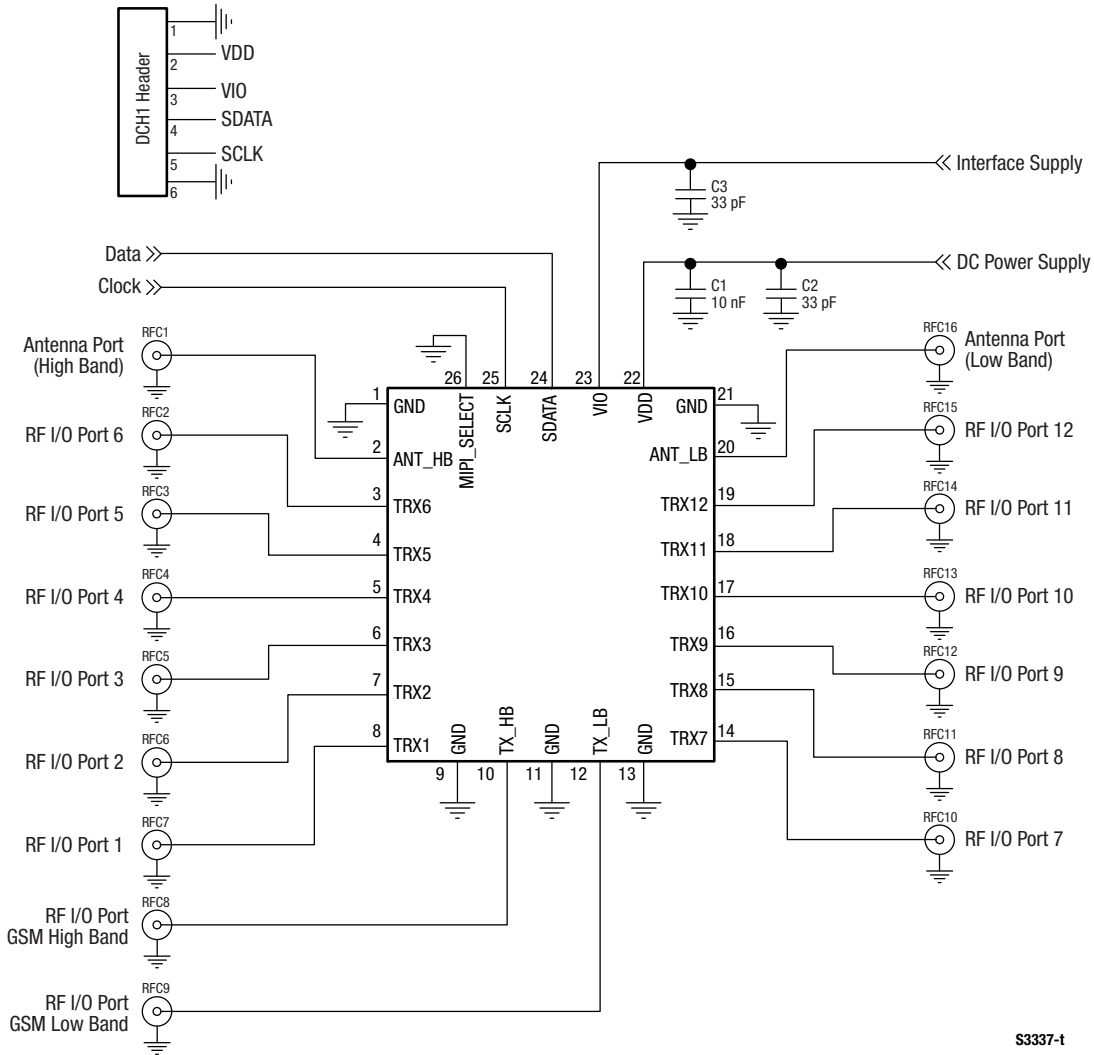 DCH1 Header
1
2
VDD
3
VIO
4
SDATA
5
SCLK
6
Interface Supply
C3
33 pF
Data
Clock
DC Power Supply
C1
10 nF
C2
33 pF
RFC1
Antenna Port
(High Band)
RFC2
RF I/O Port 6
RFC3
RF I/O Port 5
RFC4
RF I/O Port 4
RFC5
RF I/O Port 3
RFC6
RF I/O Port 2
RFC7
RF I/O Port 1
RFC8
RF I/O Port
GSM High Band
RFC9
RF I/O Port
GSM Low Band
26
25
24
23
22
MIPI_SELECT
SCLK
SDATA
VIO
VDD
1
GND
2
ANT_HB
3
TRX6
4
TRX5
5
TRX4
6
TRX3
7
TRX2
8
TRX1
GND
TX_HB
GND
TX_LB
GND
9
10
11
12
13
GND
21
ANT_LB
20
TRX12
19
TRX11
18
TRX10
17
TRX9
16
TRX8
15
TRX7
14
RFC16
Antenna Port
(Low Band)
RFC15
RF I/O Port 12
RFC14
RF I/O Port 11
RFC13
RF I/O Port 10
RFC12
RF I/O Port 9
RFC11
RF I/O Port 8
RFC10
RF I/O Port 7
S3337-t